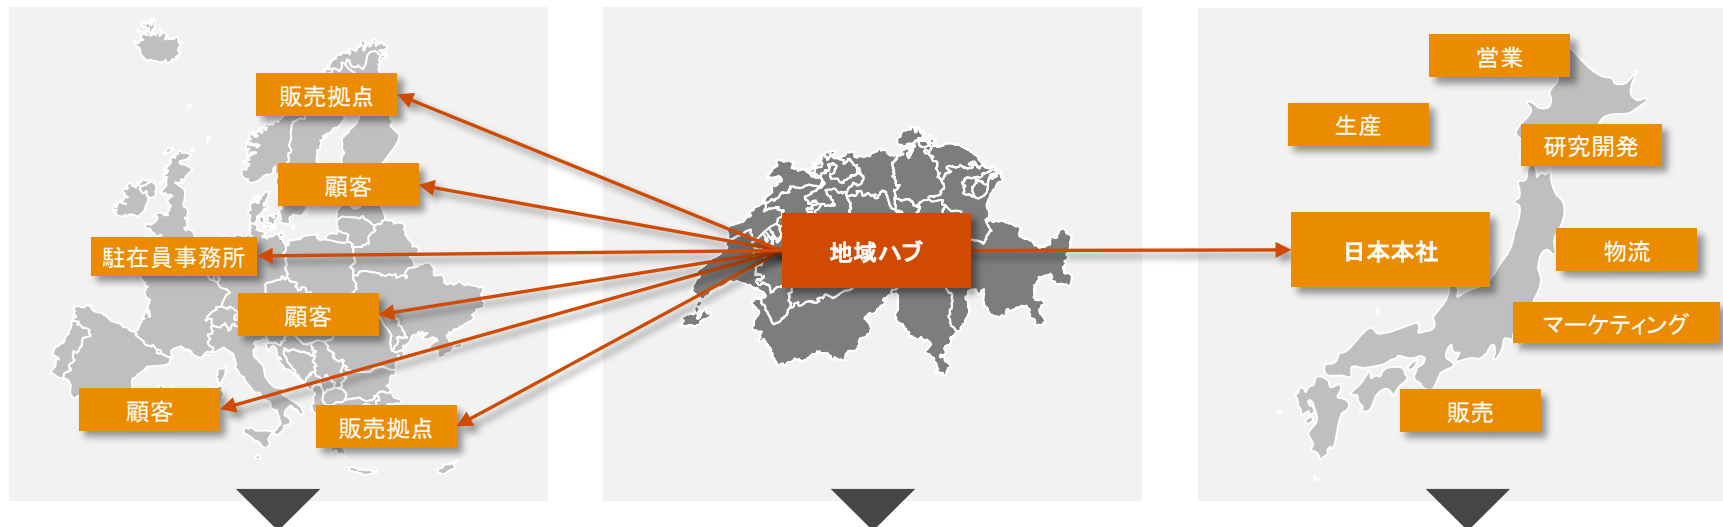 販売拠点
顧客
駐在員事務所
顧客
顧客
販売拠点
地域ハブ
営業
生産
研究開発
日本本社
物流
マーケティング
販売